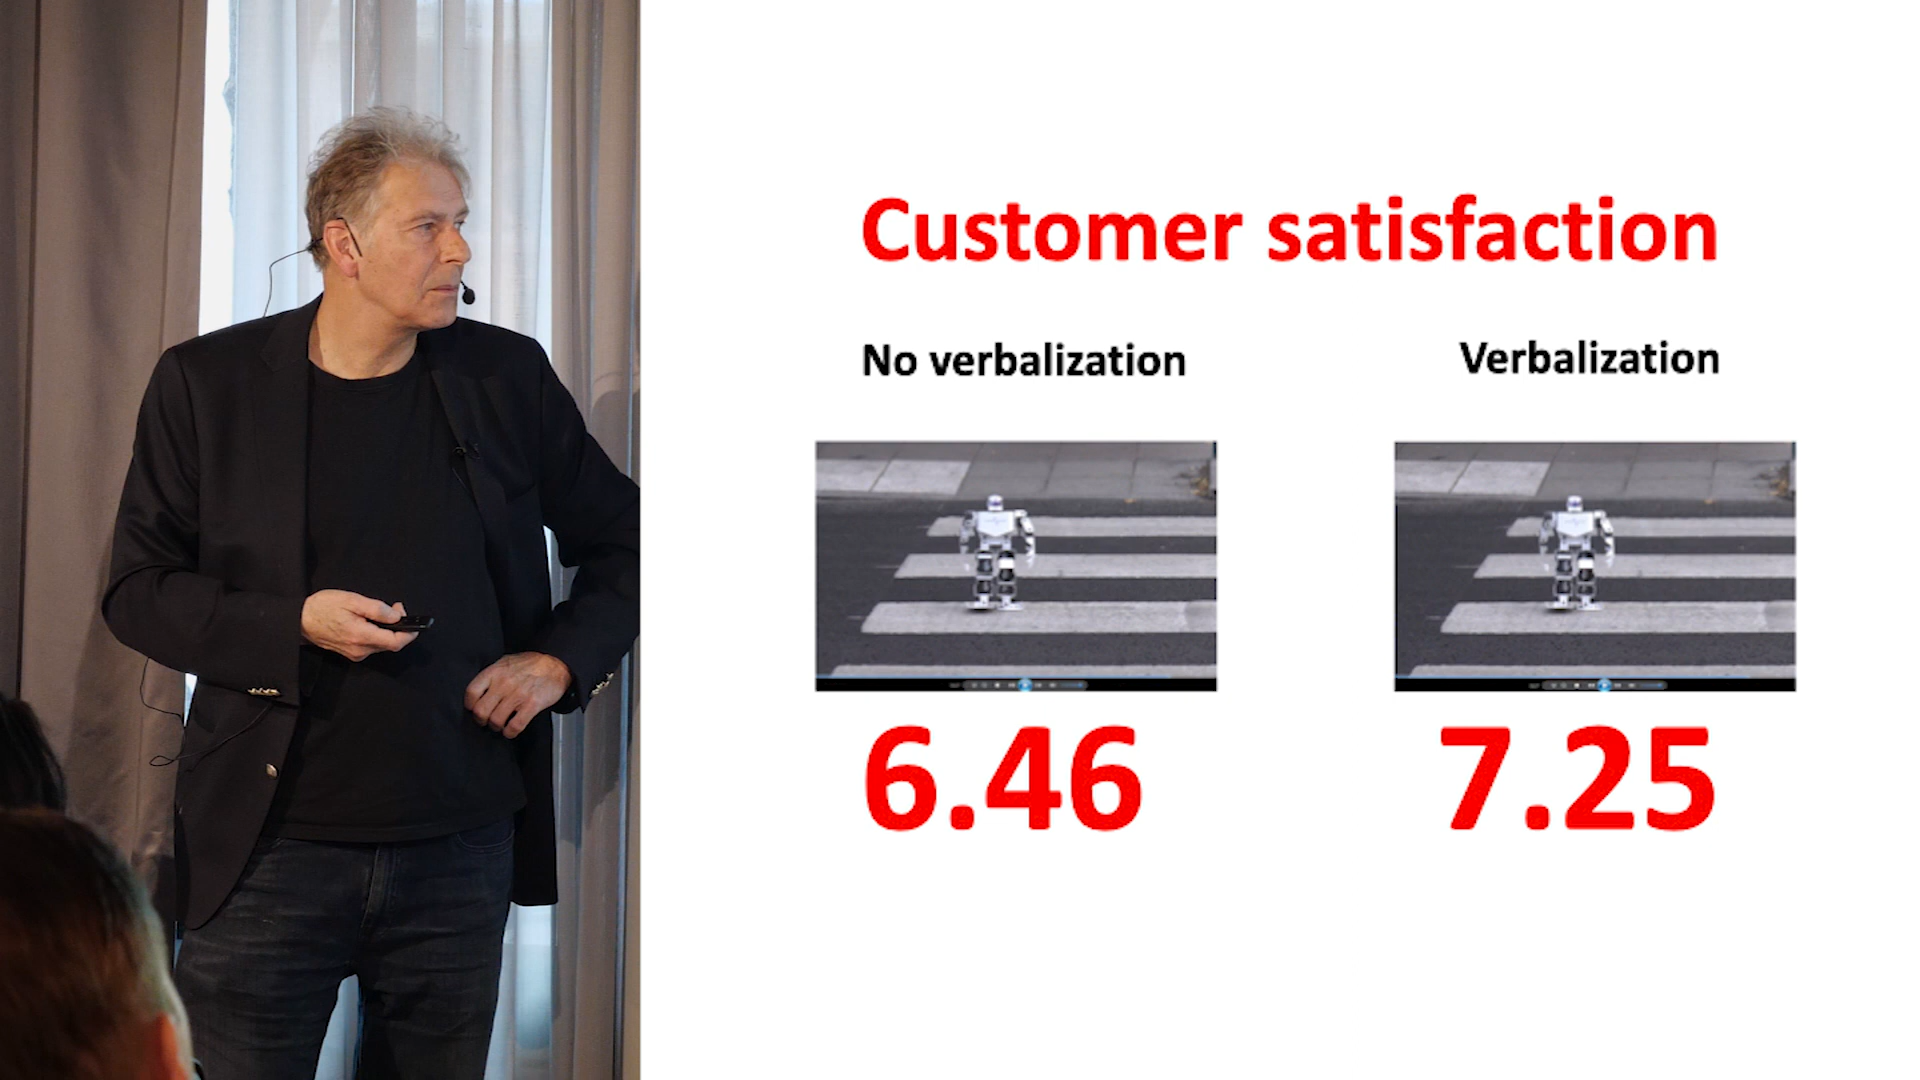 Customer satisfaction
No verbalization
Verbalization
6.46
7.25